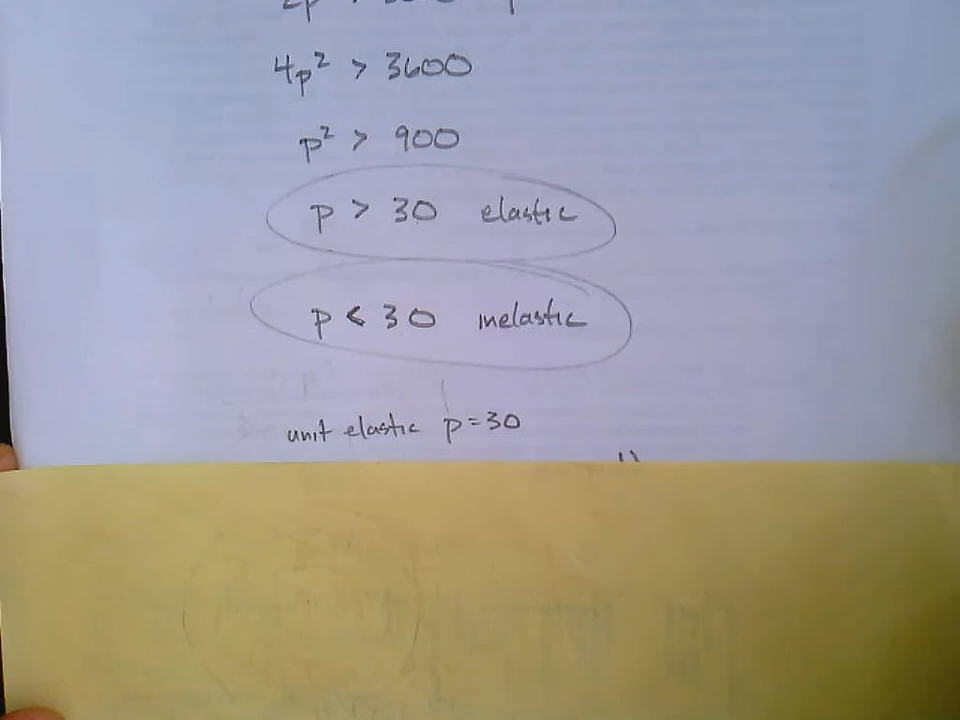 4p² > 3600
p² > 900
p > 30 elastic
p < 30 inelastic
unit elastic p=30